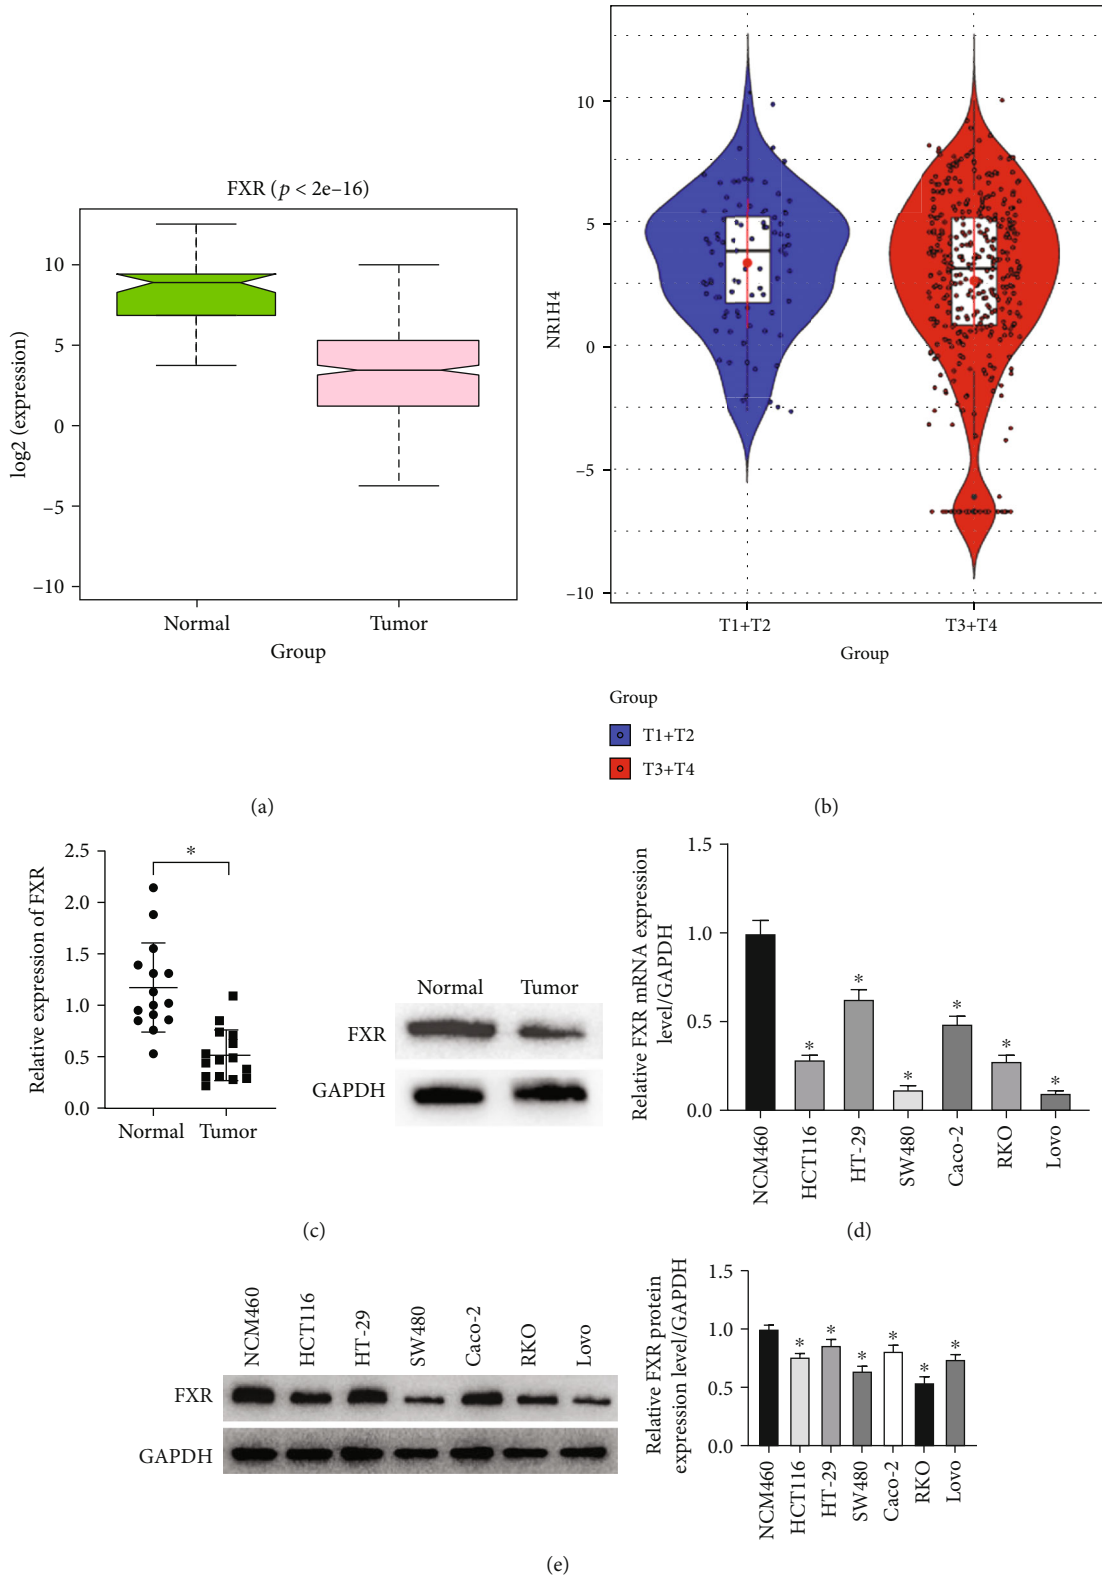 FXR (p < 2e–16)
log2 (expression)
10
5
0
–5
–10
Normal
Tumor
Group
(a)
NR1H4
10
5
0
–5
–10
T1+T2
T3+T4
Group
Group
T1+T2
T3+T4
(b)
Relative expression of FXR
2.5
2.0
1.5
1.0
0.5
0.0
*
Normal
Tumor
Normal
Tumor
FXR
GAPDH
(c)
Relative FXR mRNA expression
level/GAPDH
1.5
1.0
0.5
0.0
* * * * * *
NCM460
HCT116
HT-29
SW480
Caco-2
RKO
Lovo
(d)
NCM460
HCT116
HT-29
SW480
Caco-2
RKO
Lovo
FXR
GAPDH
Relative FXR protein
expression level/GAPDH
1.5
1.0
0.5
0.0
* * * * * *
NCM460
HCT116
HT-29
SW480
Caco-2
RKO
Lovo
(e)